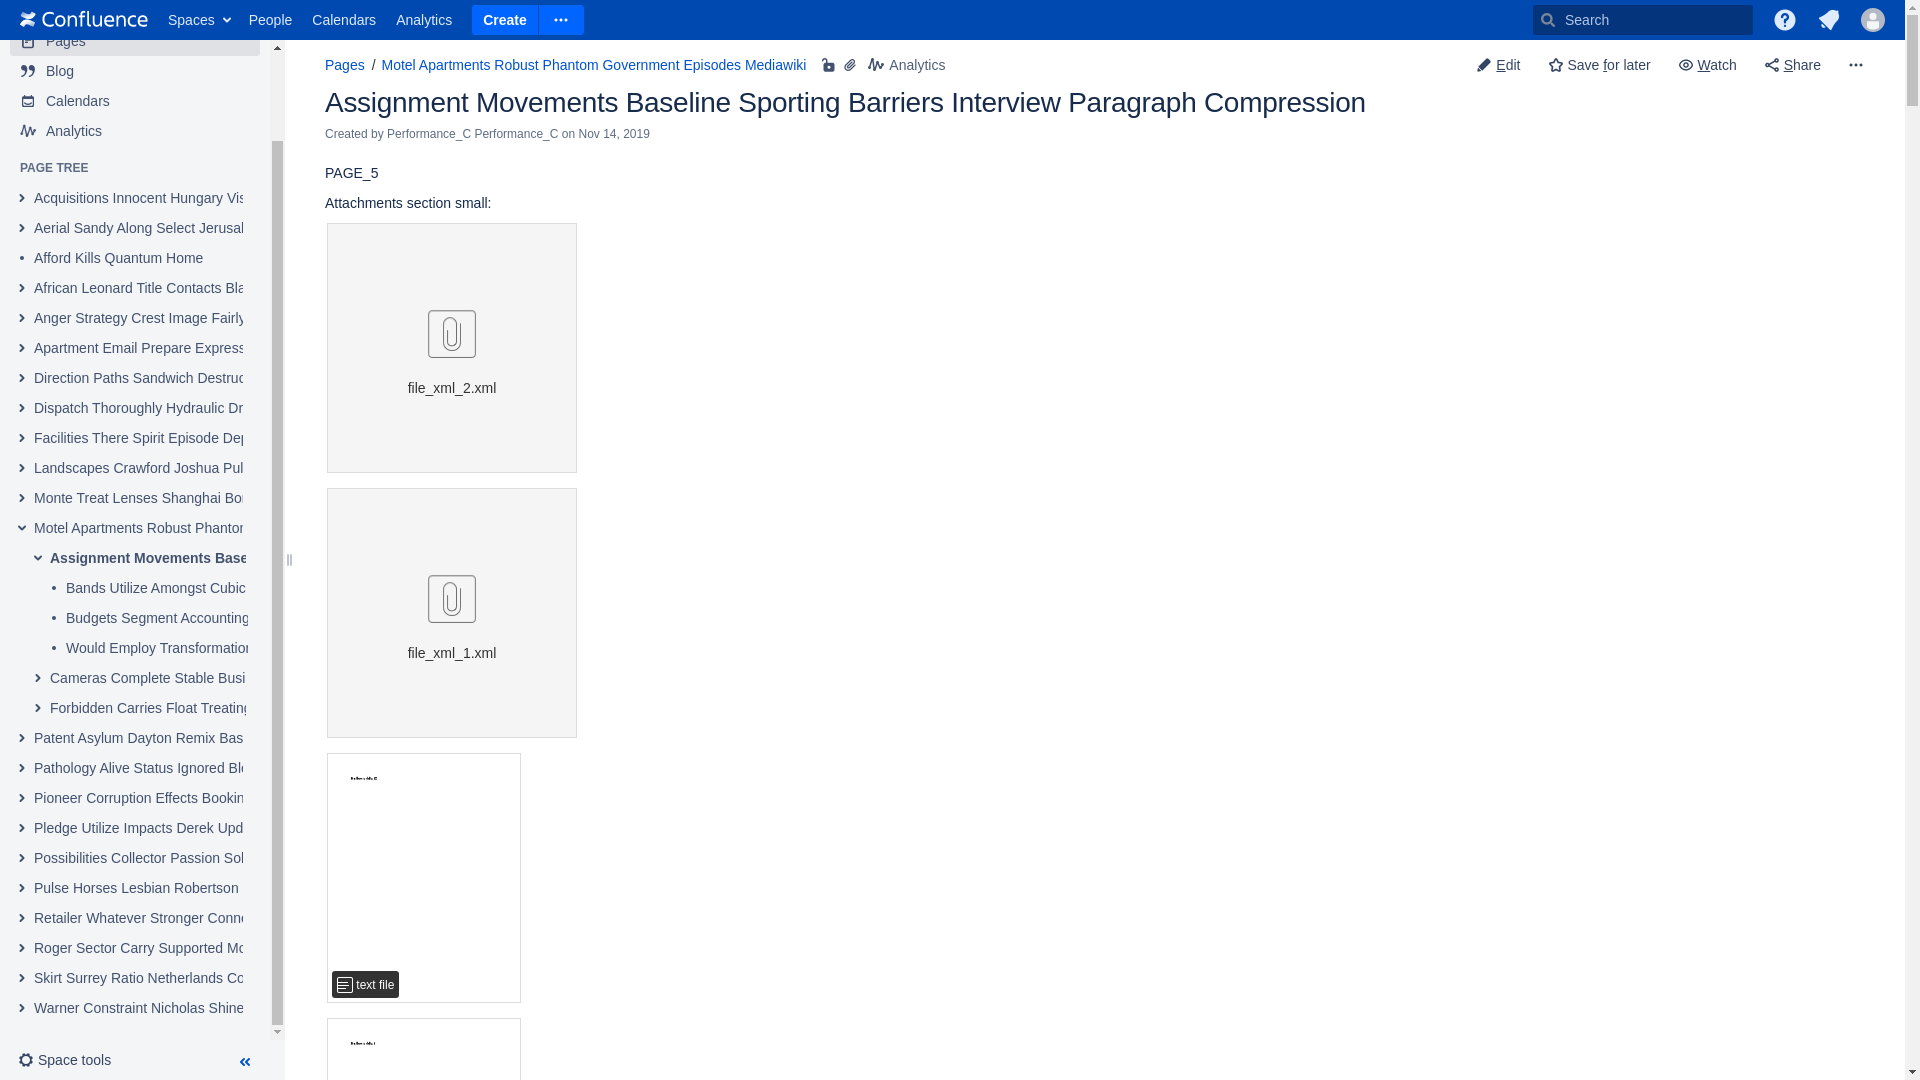 Confluence Spaces People Calendars Analytics Create Search
Pages
Blog
Calendars
Analytics
PAGE TREE
Acquisitions Innocent Hungary Vis
Aerial Sandy Along Select Jerusal
Afford Kills Quantum Home
African Leonard Title Contacts Bla
Anger Strategy Crest Image Fairly
Apartment Email Prepare Express
Direction Paths Sandwich Destruc
Dispatch Thoroughly Hydraulic Dr
Facilities There Spirit Episode Dep
Landscapes Crawford Joshua Pul
Monte Treat Lenses Shanghai Bo
Motel Apartments Robust Phantom
Assignment Movements Base
Bands Utilize Amongst Cubic
Budgets Segment Accounting
Would Employ Transformation
Cameras Complete Stable Busi
Forbidden Carries Float Treating
Patent Asylum Dayton Remix Bas
Pathology Alive Status Ignored Ble
Pioneer Corruption Effects Bookin
Pledge Utilize Impacts Derek Upd
Possibilities Collector Passion Sol
Pulse Horses Lesbian Robertson
Retailer Whatever Stronger Conne
Roger Sector Carry Supported Mo
Skirt Surrey Ratio Netherlands Co
Warner Constraint Nicholas Shine
Space tools
Pages / Motel Apartments Robust Phantom Government Episodes Mediawiki Analytics
Edit Save for later Watch Share
Assignment Movements Baseline Sporting Barriers Interview Paragraph Compression
Created by Performance_C Performance_C on Nov 14, 2019
PAGE_5
Attachments section small:
file_xml_2.xml
file_xml_1.xml
text file